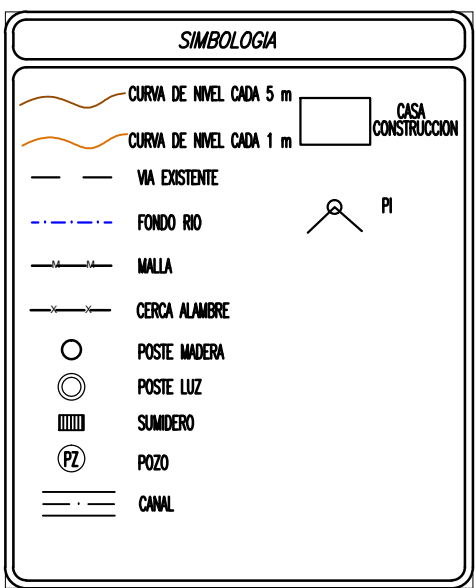 SIMBOLOGIA
CURVA DE NIVEL CADA 5 m
CURVA DE NIVEL CADA 1 m
VIA EXISTENTE
FONDO RIO
M M
MALLA
X X
CERCA ALAMBRE
POSTE MADERA
POSTE LUZ
SUMIDERO
PZ
POZO
CANAL
CASA
CONSTRUCCION
PI